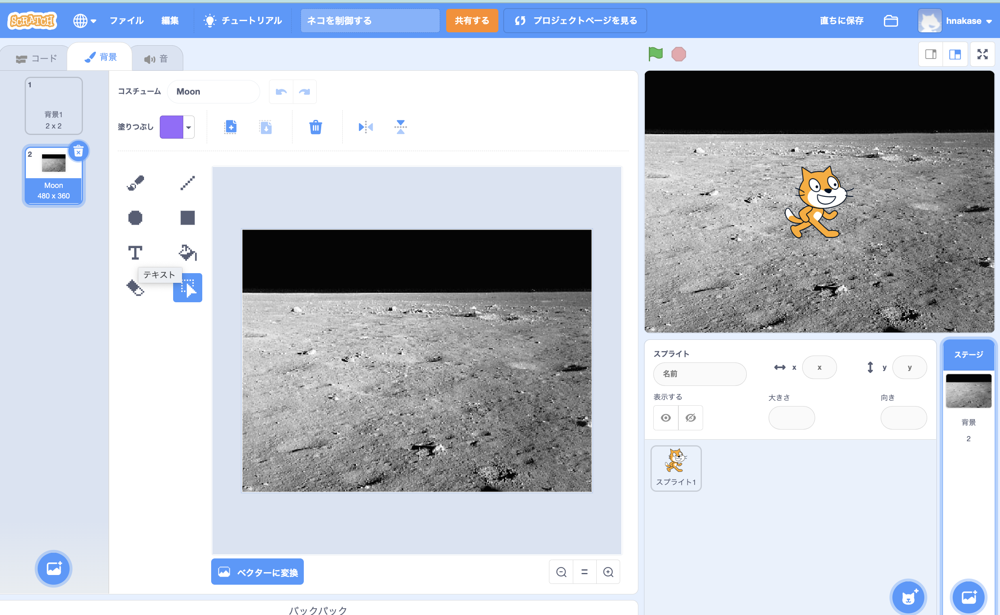 SCRATCH
ファイル
編集
チュートリアル
ネコを制御する
共有する
プロジェクトページを見る
直ちに保存
hnakase
コード
背景
音
1
背景1
2 x 2
2
Moon
480 x 360
コスチューム
Moon
塗りつぶし
テキスト
ベクターに変換
バックパック
スプライト
名前
x
x
y
y
表示する
大きさ
向き
スプライト1
ステージ
背景
2